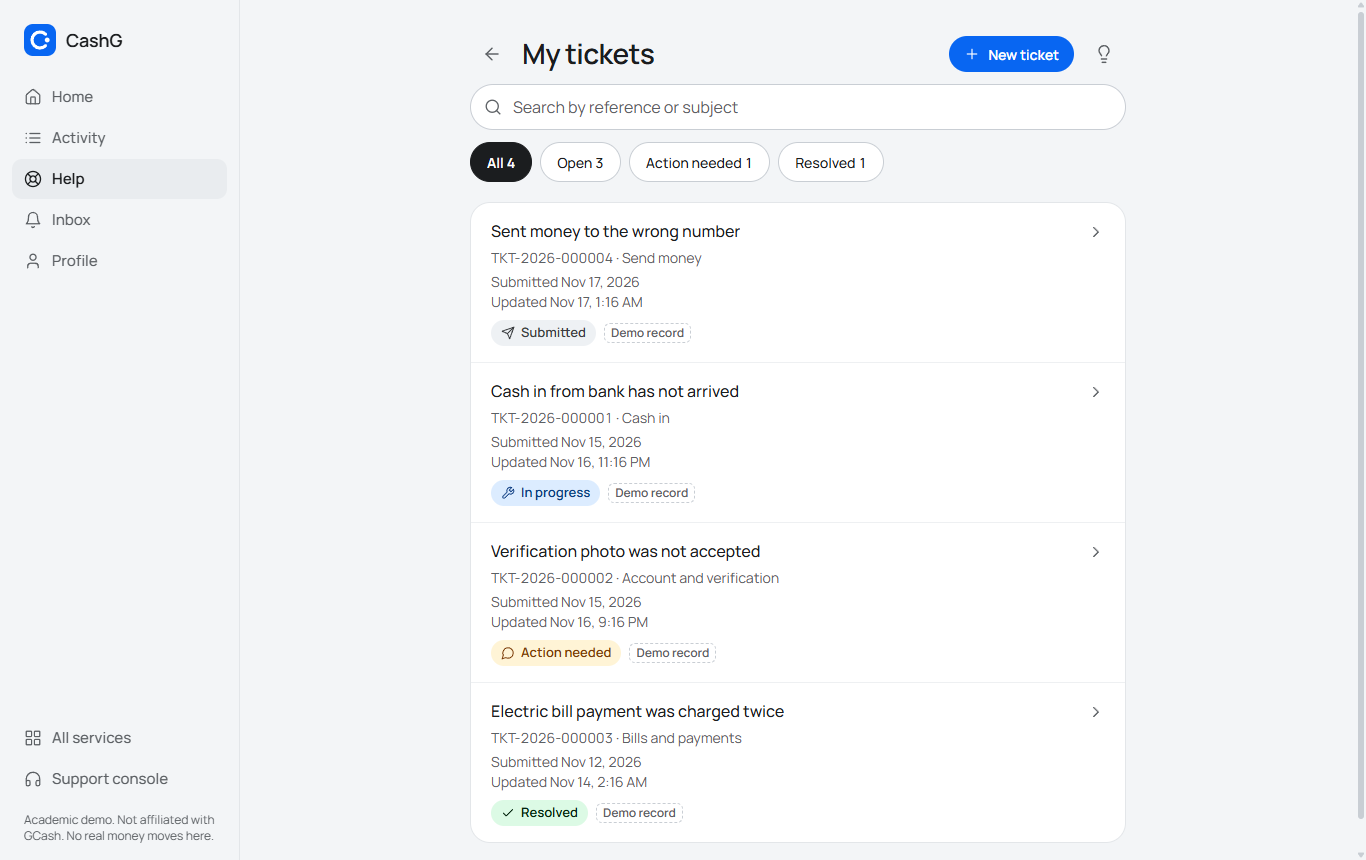 CashG
Home
Activity
Help
Inbox
Profile
All services
Support console
Academic demo. Not affiliated with
GCash. No real money moves here.
My tickets
New ticket
Search by reference or subject
All 4
Open 3
Action needed 1
Resolved 1
Sent money to the wrong number
TKT-2026-000004 · Send money
Submitted Nov 17, 2026
Updated Nov 17, 1:16 AM
Submitted
Demo record
Cash in from bank has not arrived
TKT-2026-000001 · Cash in
Submitted Nov 15, 2026
Updated Nov 16, 11:16 PM
In progress
Demo record
Verification photo was not accepted
TKT-2026-000002 · Account and verification
Submitted Nov 15, 2026
Updated Nov 16, 9:16 PM
Action needed
Demo record
Electric bill payment was charged twice
TKT-2026-000003 · Bills and payments
Submitted Nov 12, 2026
Updated Nov 14, 2:16 AM
Resolved
Demo record